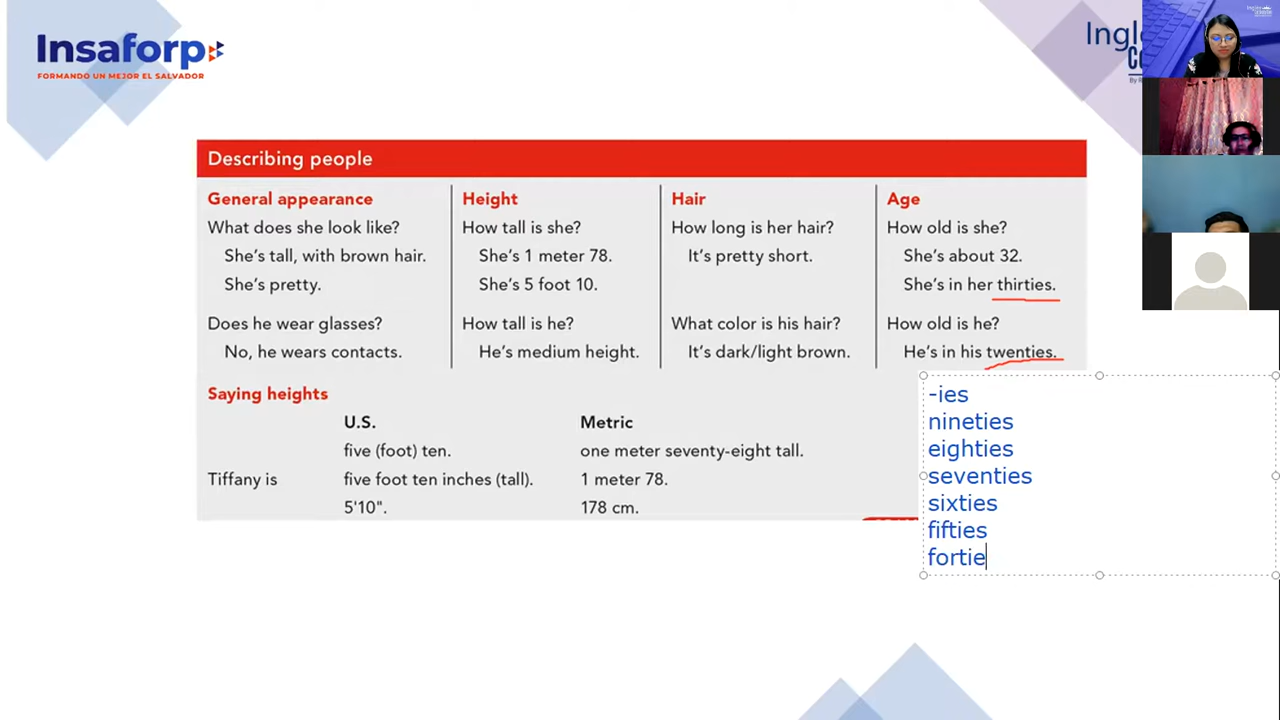 Insaforp
FORMANDO UN MEJOR EL SALVADOR
Describing people
General appearance
What does she look like?
She's tall, with brown hair.
She's pretty.
Does he wear glasses?
No, he wears contacts.
Height
How tall is she?
She's 1 meter 78.
She's 5 foot 10.
How tall is he?
He's medium height.
Hair
How long is her hair?
It's pretty short.
What color is his hair?
It's dark/light brown.
Age
How old is she?
She's about 32.
She's in her thirties.
How old is he?
He's in his twenties.
Saying heights
U.S. Metric
five (foot) ten. one meter seventy-eight tall.
Tiffany is five foot ten inches (tall). 1 meter 78.
5'10". 178 cm.
-ies
nineties
eighties
seventies
sixties
fifties
fortie